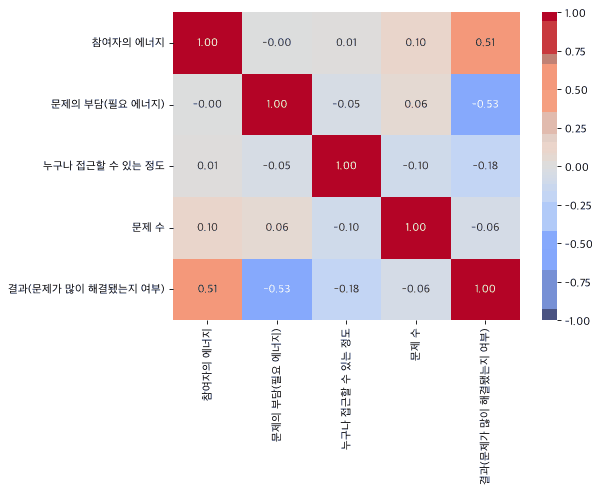 참여자의 에너지 1.00 -0.00 0.01 0.10 0.51
문제의 부담(필요 에너지) -0.00 1.00 -0.05 0.06 -0.53
누구나 접근할 수 있는 정도 0.01 -0.05 1.00 -0.10 -0.18
문제 수 0.10 0.06 -0.10 1.00 -0.06
결과(문제가 많이 해결됐는지 여부) 0.51 -0.53 -0.18 -0.06 1.00
참여자의 에너지
문제의 부담(필요 에너지)
누구나 접근할 수 있는 정도
문제 수
결과(문제가 많이 해결됐는지 여부)
1.00
0.75
0.50
0.25
0.00
-0.25
-0.50
-0.75
-1.00